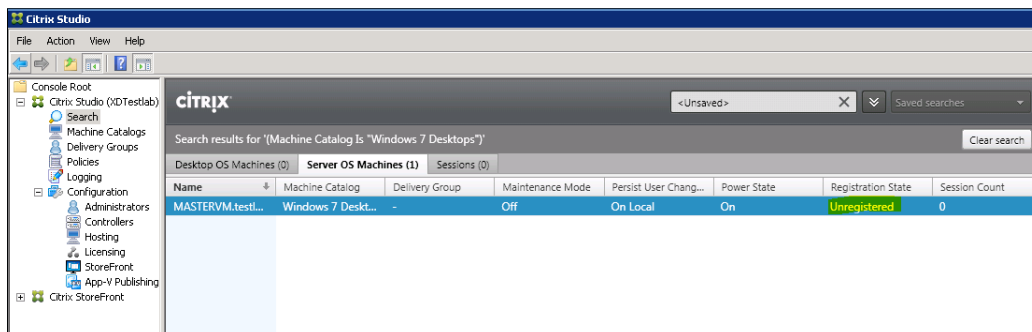 Citrix Studio
File Action View Help
Console Root
Citrix Studio (XDTestlab)
Search
Machine Catalogs
Delivery Groups
Policies
Logging
Configuration
Administrators
Controllers
Hosting
Licensing
StoreFront
App-V Publishing
Citrix StoreFront
CITRIX
<Unsaved>
Saved searches
Search results for '(Machine Catalog Is "Windows 7 Desktops")'
Clear search
Desktop OS Machines (0) Server OS Machines (1) Sessions (0)
Name Machine Catalog Delivery Group Maintenance Mode Persist User Chang... Power State Registration State Session Count
MASTERVM.testl... Windows 7 Deskt... - Off On Local On Unregistered 0